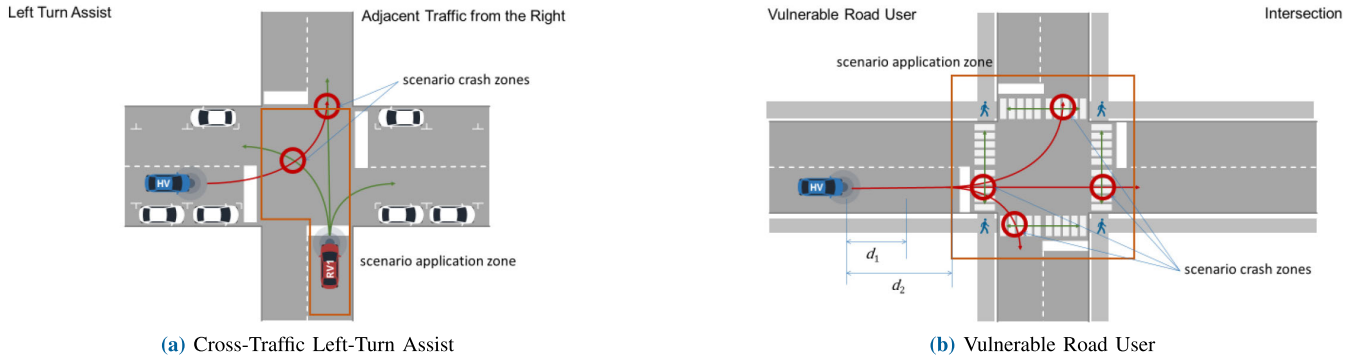 Left Turn Assist
Adjacent Traffic from the Right
scenario crash zones
HV
RV1
scenario application zone
(a) Cross-Traffic Left-Turn Assist
Vulnerable Road User
Intersection
scenario application zone
HV
d1
d2
scenario crash zones
(b) Vulnerable Road User